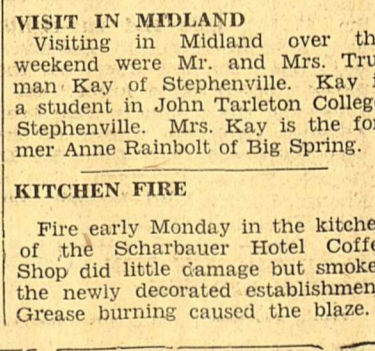 VISIT IN MIDLAND
Visiting in Midland over th
weekend were Mr. and Mrs. Tru
man Kay of Stephenville. Kay i
a student in John Tarleton Colleg
Stephenville. Mrs. Kay is the for
mer Anne Rainbolt of Big Spring.
KITCHEN FIRE
Fire early Monday in the kitche
of the Scharbauer Hotel Coffe
Shop did little damage but smoke
the newly decorated establishmen
Grease burning caused the blaze.